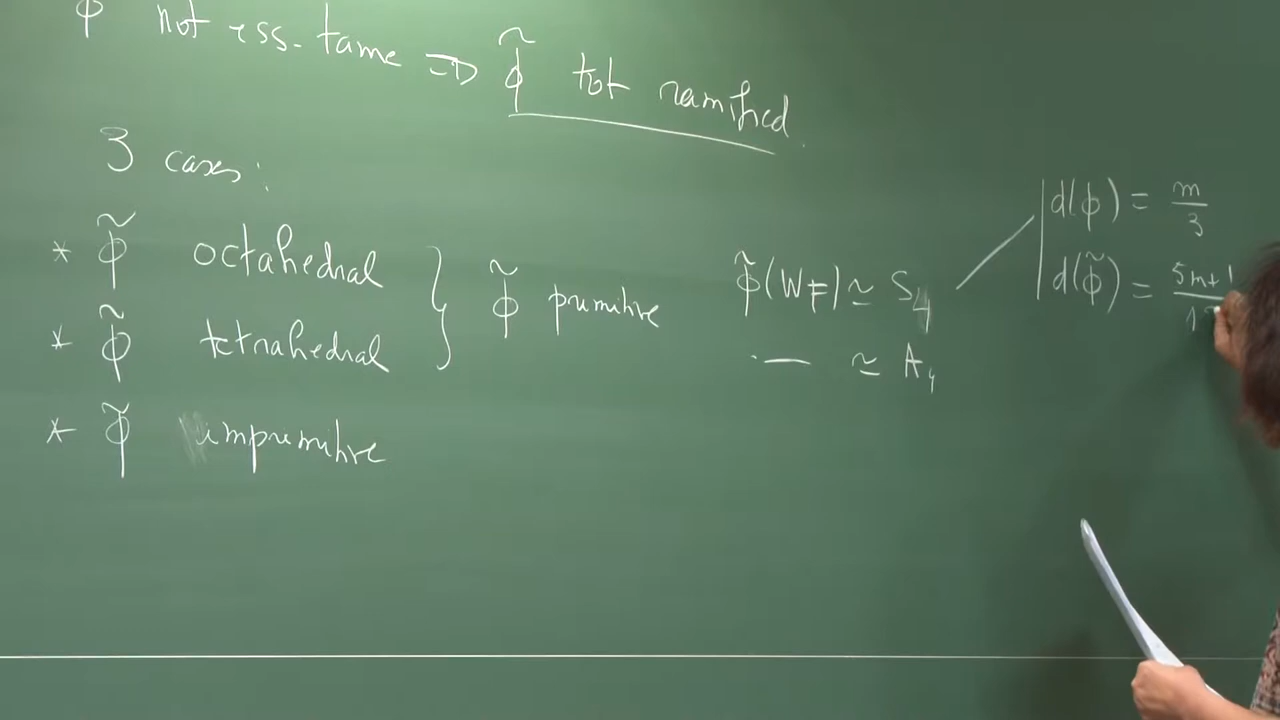 φ not ess. tame => φ̃ tot ramified.
3 cases:
* φ̃ octahedral } φ̃ primitive φ̃(W_F) ≃ S_4
* φ̃ tetrahedral — ≃ A_4
* φ̃ imprimitive
d(φ) = m/3
d(φ̃) = 5m+1